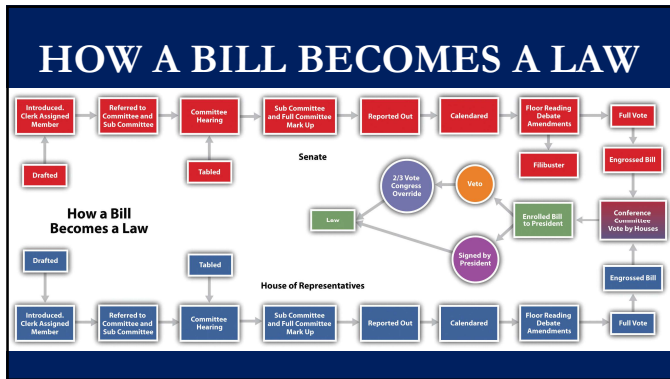 HOW A BILL BECOMES A LAW
Introduced.
Clerk Assigned
Member
Referred to
Committee and
Sub Committee
Committee
Hearing
Sub Committee
and Full Committee
Mark Up
Reported Out
Calendared
Floor Reading
Debate
Amendments
Full Vote
Drafted
Tabled
Senate
Filibuster
Engrossed Bill
2/3 Vote
Congress
Override
Veto
How a Bill
Becomes a Law
Law
Enrolled Bill
to President
Conference
Committee
Vote by Houses
Signed by
President
Drafted
Tabled
House of Representatives
Engrossed Bill
Introduced.
Clerk Assigned
Member
Referred to
Committee and
Sub Committee
Committee
Hearing
Sub Committee
and Full Committee
Mark Up
Reported Out
Calendared
Floor Reading
Debate
Amendments
Full Vote